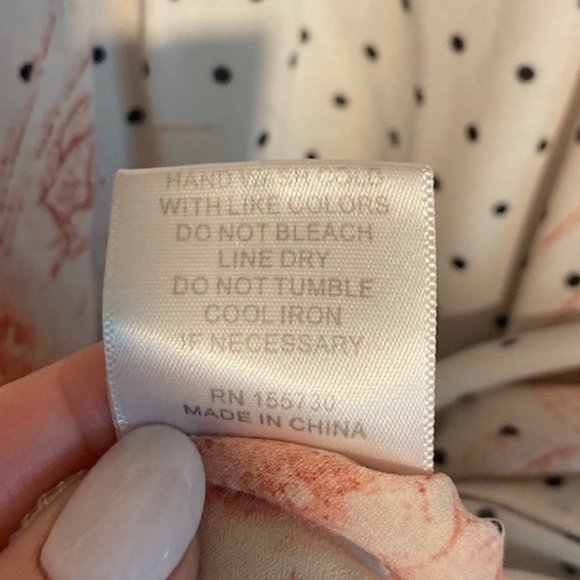 HAND WASH COLD
WITH LIKE COLORS
DO NOT BLEACH
LINE DRY
DO NOT TUMBLE
COOL IRON
IF NECESSARY
RN 156730
MADE IN CHINA